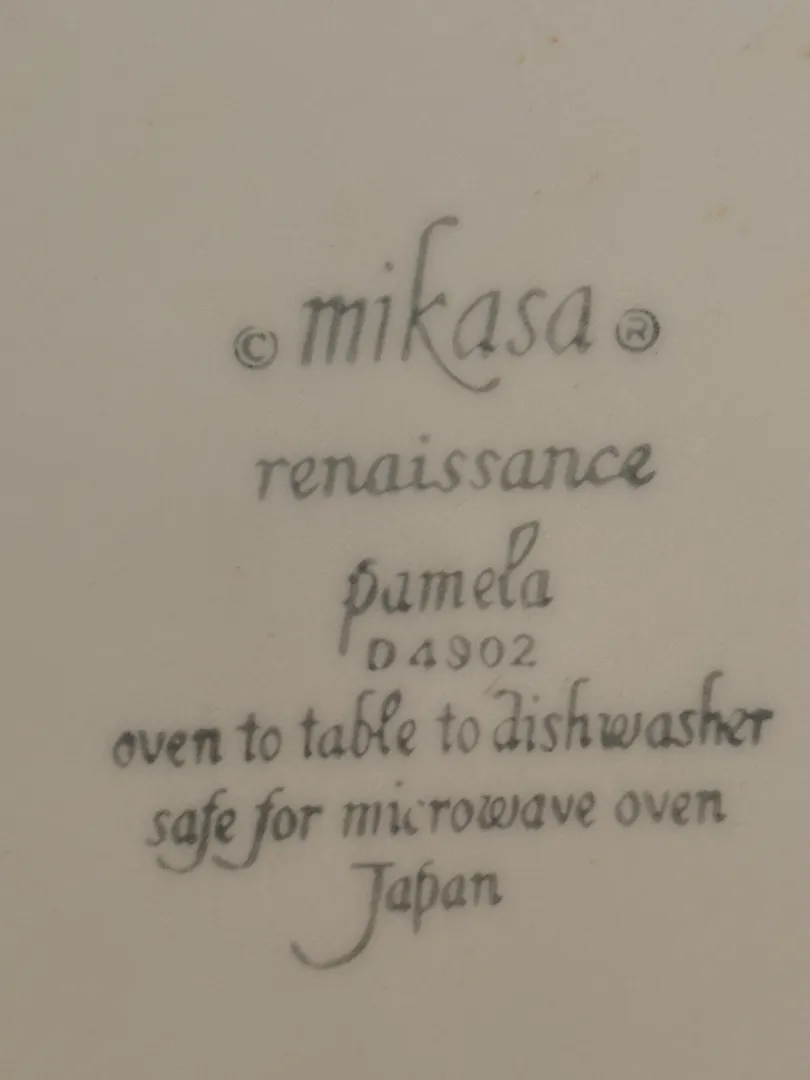 © mikasa ®
renaissance
pamela
D4902
oven to table to dishwasher
safe for microwave oven
Japan